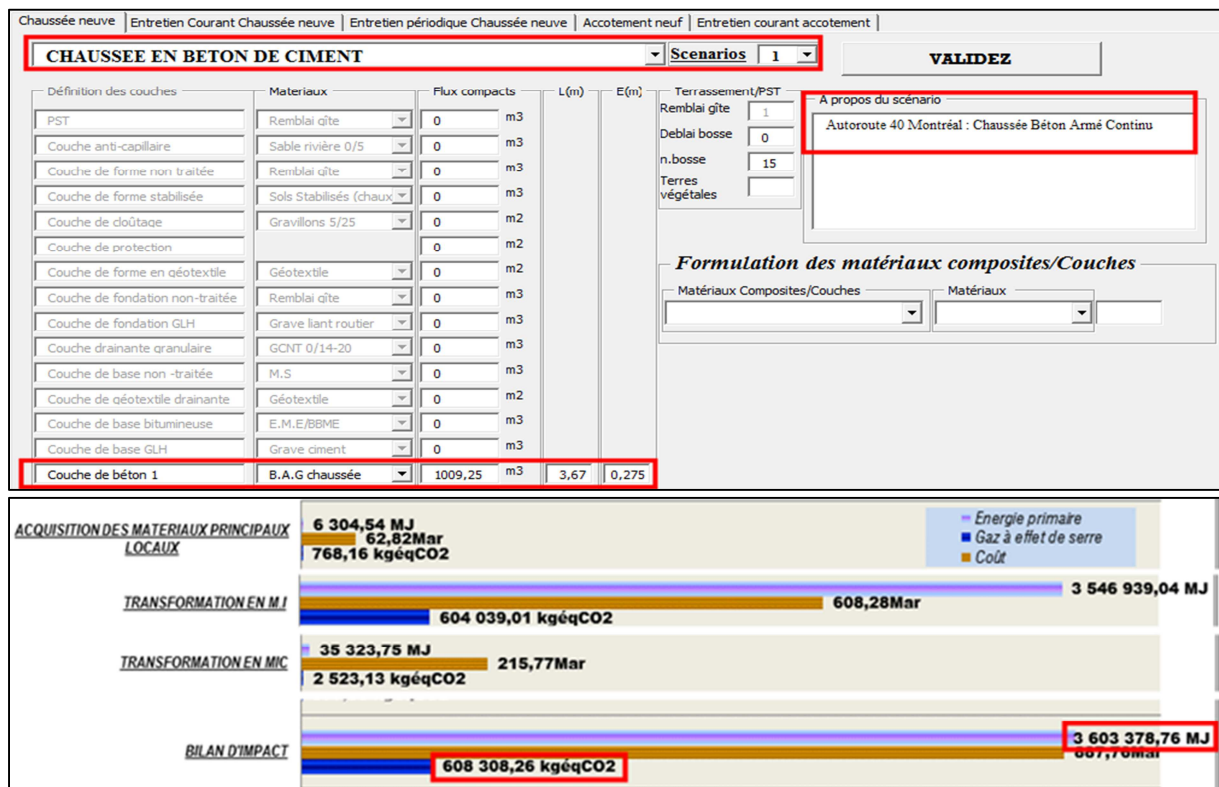 Chaussée neuve | Entretien Courant Chaussée neuve | Entretien périodique Chaussée neuve | Accotement neuf | Entretien courant accotement |
CHAUSSEE EN BETON DE CIMENT Scenarios 1 VALIDEZ
Définition des couches Materiaux Flux compacts L(m) E(m) Terrassement/PST A propos du scénario
PST Remblai gîte 0 m3 Remblai gîte 1 Autoroute 40 Montréal : Chaussée Béton Armé Continu
Couche anti-capillaire Sable rivière 0/5 0 m3 Deblai bosse 0
Couche de forme non traitée Remblai gîte 0 m3 n.bosse 15
Couche de forme stabilisée Sols Stabilisés (chaux 0 m3 Terres végétales
Couche de cloûtage Gravillons 5/25 0 m2
Couche de protection 0 m2
Formulation des matériaux composites/Couches
Couche de forme en géotextile Géotextile 0 m2
Couche de fondation non-traitée Remblai gîte 0 m3 Matériaux Composites/Couches Matériaux
Couche de fondation GLH Grave liant routier 0 m3
Couche drainante granulaire GCNT 0/14-20 0 m3
Couche de base non -traitée M.S 0 m3
Couche de géotextile drainante Géotextile 0 m2
Couche de base bitumineuse E.M.E/BBME 0 m3
Couche de base GLH Grave ciment 0 m3
Couche de béton 1 B.A.G chaussée 1009,25 m3 3,67 0,275
ACQUISITION DES MATERIAUX PRINCIPAUX LOCAUX
6 304,54 MJ
62,82Mar
768,16 kgéqCO2
Energie primaire
Gaz à effet de serre
Coût
TRANSFORMATION EN M.I
3 546 939,04 MJ
608,28Mar
604 039,01 kgéqCO2
TRANSFORMATION EN MIC
35 323,75 MJ
215,77Mar
2 523,13 kgéqCO2
BILAN D'IMPACT
3 603 378,76 MJ
608 308,26 kgéqCO2